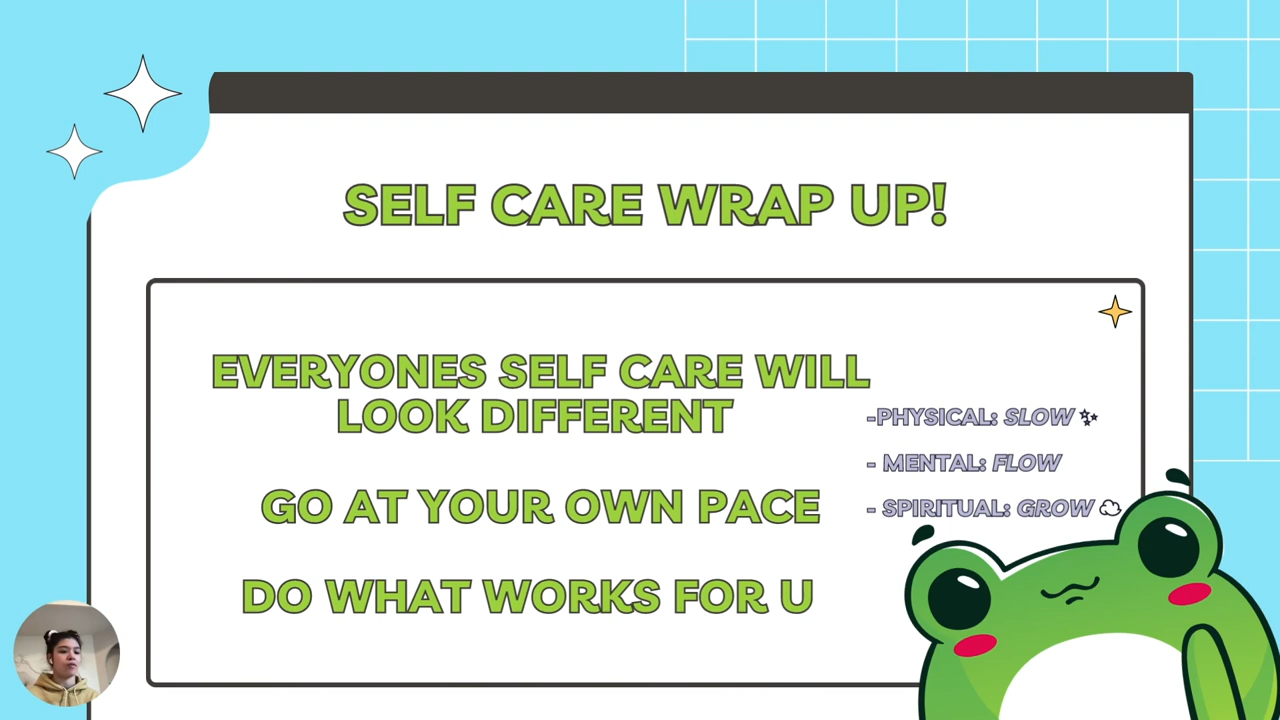 SELF CARE WRAP UP!
EVERYONES SELF CARE WILL
LOOK DIFFERENT
GO AT YOUR OWN PACE
DO WHAT WORKS FOR U
-PHYSICAL: SLOW ✨
- MENTAL: FLOW
- SPIRITUAL: GROW ☁